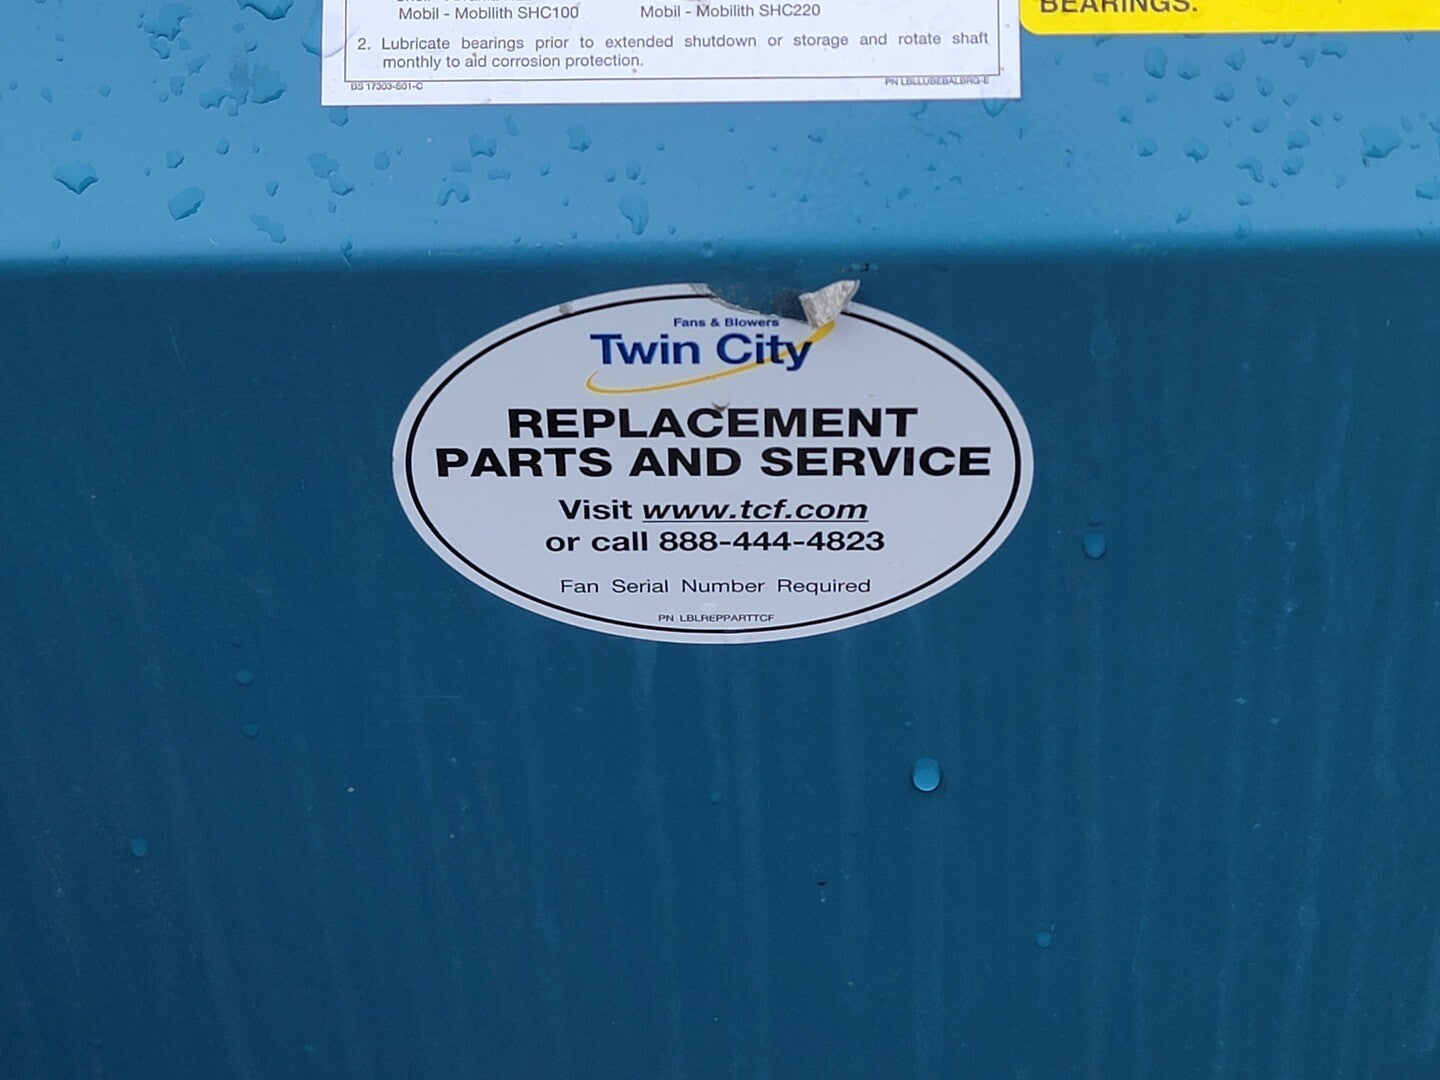 Mobil - Mobilith SHC100 Mobil - Mobilith SHC220
BEARINGS.
2. Lubricate bearings prior to extended shutdown or storage and rotate shaft
monthly to aid corrosion protection.
BS 17303-S01-C PN LBLLUBEBALBRG-E
Fans & Blowers
Twin City
REPLACEMENT
PARTS AND SERVICE
Visit www.tcf.com
or call 888-444-4823
Fan Serial Number Required
PN LBLREPPARTTCF